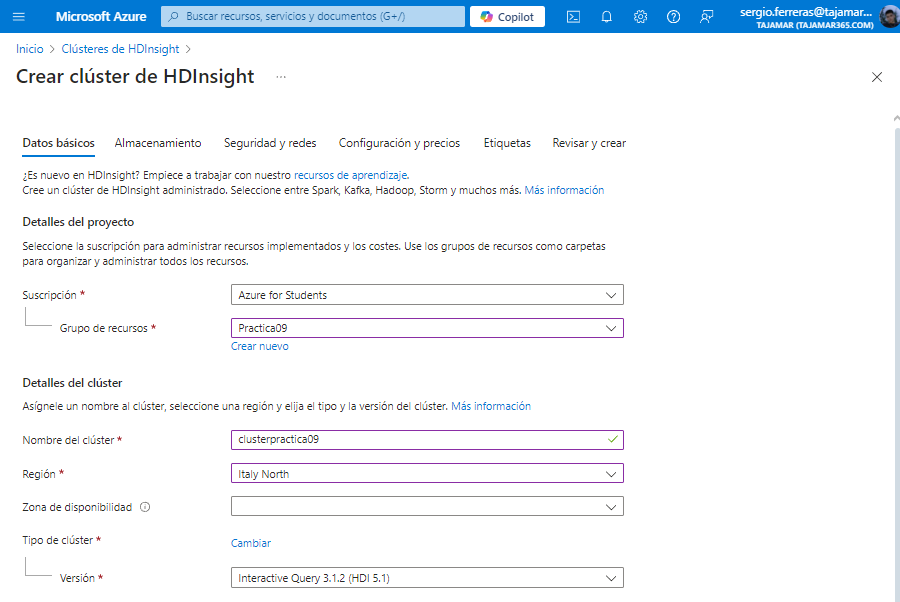 Microsoft Azure
Buscar recursos, servicios y documentos (G+/)
Copilot
sergio.ferreras@tajamar...
TAJAMAR (TAJAMAR365.COM)
Inicio > Clústeres de HDInsight >
Crear clúster de HDInsight ...
Datos básicos Almacenamiento Seguridad y redes Configuración y precios Etiquetas Revisar y crear
¿Es nuevo en HDInsight? Empiece a trabajar con nuestro recursos de aprendizaje.
Cree un clúster de HDInsight administrado. Seleccione entre Spark, Kafka, Hadoop, Storm y muchos más. Más información
Detalles del proyecto
Seleccione la suscripción para administrar recursos implementados y los costes. Use los grupos de recursos como carpetas
para organizar y administrar todos los recursos.
Suscripción * Azure for Students
Grupo de recursos * Practica09
Crear nuevo
Detalles del clúster
Asígnele un nombre al clúster, seleccione una región y elija el tipo y la versión del clúster. Más información
Nombre del clúster * clusterpractica09
Región * Italy North
Zona de disponibilidad
Tipo de clúster * Cambiar
Versión * Interactive Query 3.1.2 (HDI 5.1)